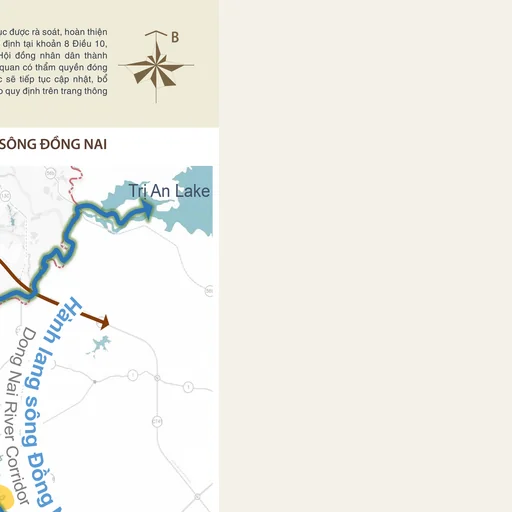 ục được rà soát, hoàn thiện
định tại khoản 8 Điều 10,
Hội đồng nhân dân thành
quan có thẩm quyền đóng
c sẽ tiếp tục cập nhật, bổ
o quy định trên trang thông
B
SÔNG ĐỒNG NAI
Tri An Lake
Hành lang sông Đồng N
Dong Nai River Corridor